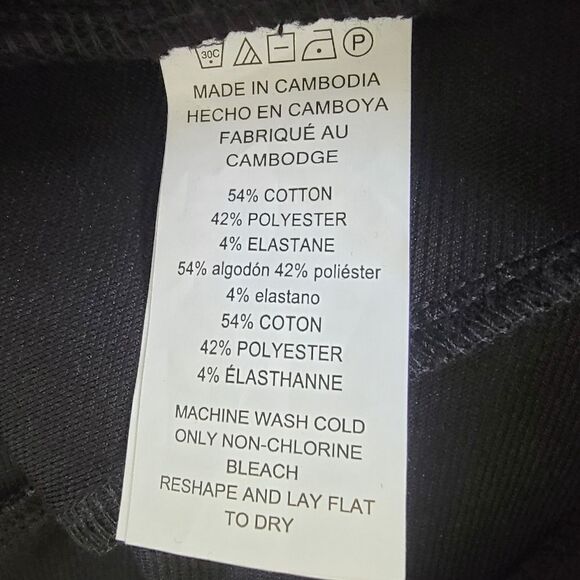 30C P
MADE IN CAMBODIA
HECHO EN CAMBOYA
FABRIQUÉ AU
CAMBODGE
54% COTTON
42% POLYESTER
4% ELASTANE
54% algodón 42% poliéster
4% elastano
54% COTON
42% POLYESTER
4% ÉLASTHANNE
MACHINE WASH COLD
ONLY NON-CHLORINE
BLEACH
RESHAPE AND LAY FLAT
TO DRY